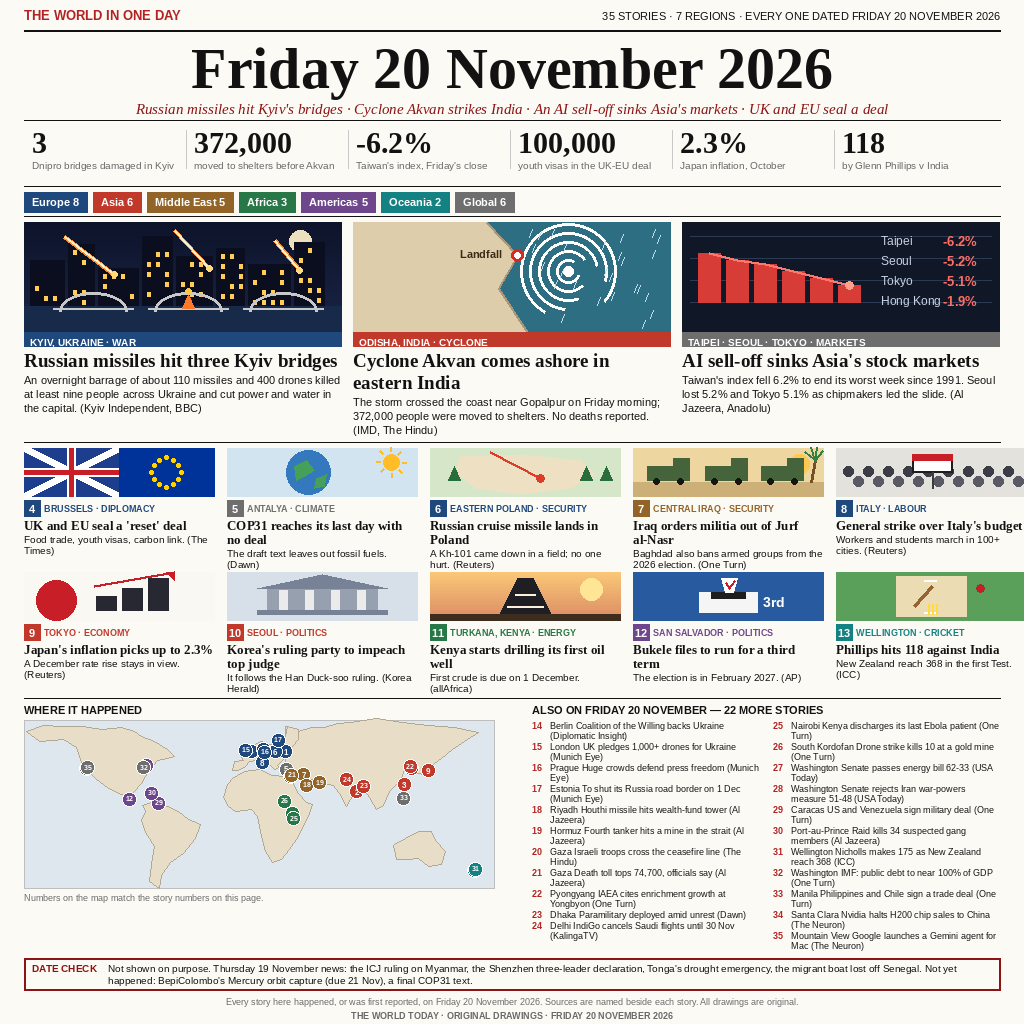 THE WORLD IN ONE DAY
35 STORIES · 7 REGIONS · EVERY ONE DATED FRIDAY 20 NOVEMBER 2026
Friday 20 November 2026
Russian missiles hit Kyiv's bridges · Cyclone Akvan strikes India · An AI sell-off sinks Asia's markets · UK and EU seal a deal
3
Dnipro bridges damaged in Kyiv
372,000
moved to shelters before Akvan
-6.2%
Taiwan's index, Friday's close
100,000
youth visas in the UK-EU deal
2.3%
Japan inflation, October
118
by Glenn Phillips v India
Europe 8
Asia 6
Middle East 5
Africa 3
Americas 5
Oceania 2
Global 6
KYIV, UKRAINE · WAR
Russian missiles hit three Kyiv bridges
An overnight barrage of about 110 missiles and 400 drones killed
at least nine people across Ukraine and cut power and water in
the capital. (Kyiv Independent, BBC)
Landfall
ODISHA, INDIA · CYCLONE
Cyclone Akvan comes ashore in
eastern India
The storm crossed the coast near Gopalpur on Friday morning;
372,000 people were moved to shelters. No deaths reported.
(IMD, The Hindu)
Taipei -6.2%
Seoul -5.2%
Tokyo -5.1%
Hong Kong -1.9%
TAIPEI · SEOUL · TOKYO · MARKETS
AI sell-off sinks Asia's stock markets
Taiwan's index fell 6.2% to end its worst week since 1991. Seoul
lost 5.2% and Tokyo 5.1% as chipmakers led the slide. (Al
Jazeera, Anadolu)
4 BRUSSELS · DIPLOMACY
UK and EU seal a 'reset' deal
Food trade, youth visas, carbon link. (The
Times)
5 ANTALYA · CLIMATE
COP31 reaches its last day with
no deal
The draft text leaves out fossil fuels.
(Dawn)
6 EASTERN POLAND · SECURITY
Russian cruise missile lands in
Poland
A Kh-101 came down in a field; no one
hurt. (Reuters)
7 CENTRAL IRAQ · SECURITY
Iraq orders militia out of Jurf
al-Nasr
Baghdad also bans armed groups from the
2026 election. (One Turn)
8 ITALY · LABOUR
General strike over Italy's budget
Workers and students march in 100+
cities. (Reuters)
9 TOKYO · ECONOMY
Japan's inflation picks up to 2.3%
A December rate rise stays in view.
(Reuters)
10 SEOUL · POLITICS
Korea's ruling party to impeach
top judge
It follows the Han Duck-soo ruling. (Korea
Herald)
11 TURKANA, KENYA · ENERGY
Kenya starts drilling its first oil
well
First crude is due on 1 December.
(allAfrica)
3rd
12 SAN SALVADOR · POLITICS
Bukele files to run for a third
term
The election is in February 2027. (AP)
13 WELLINGTON · CRICKET
Phillips hits 118 against India
New Zealand reach 368 in the first Test.
(ICC)
WHERE IT HAPPENED
Numbers on the map match the story numbers on this page.
ALSO ON FRIDAY 20 NOVEMBER — 22 MORE STORIES
14 Berlin Coalition of the Willing backs Ukraine
(Diplomatic Insight)
15 London UK pledges 1,000+ drones for Ukraine
(Munich Eye)
16 Prague Huge crowds defend press freedom (Munich
Eye)
17 Estonia To shut its Russia road border on 1 Dec
(Munich Eye)
18 Riyadh Houthi missile hits wealth-fund tower (Al
Jazeera)
19 Hormuz Fourth tanker hits a mine in the strait (Al
Jazeera)
20 Gaza Israeli troops cross the ceasefire line (The
Hindu)
21 Gaza Death toll tops 74,700, officials say (Al
Jazeera)
22 Pyongyang IAEA cites enrichment growth at
Yongbyon (One Turn)
23 Dhaka Paramilitary deployed amid unrest (Dawn)
24 Delhi IndiGo cancels Saudi flights until 30 Nov
(KalingaTV)
25 Nairobi Kenya discharges its last Ebola patient (One
Turn)
26 South Kordofan Drone strike kills 10 at a gold mine
(One Turn)
27 Washington Senate passes energy bill 62-33 (USA
Today)
28 Washington Senate rejects Iran war-powers
measure 51-48 (USA Today)
29 Caracas US and Venezuela sign military deal (One
Turn)
30 Port-au-Prince Raid kills 34 suspected gang
members (Al Jazeera)
31 Wellington Nicholls makes 175 as New Zealand
reach 368 (ICC)
32 Washington IMF: public debt to near 100% of GDP
(One Turn)
33 Manila Philippines and Chile sign a trade deal (One
Turn)
34 Santa Clara Nvidia halts H200 chip sales to China
(The Neuron)
35 Mountain View Google launches a Gemini agent for
Mac (The Neuron)
DATE CHECK Not shown on purpose. Thursday 19 November news: the ICJ ruling on Myanmar, the Shenzhen three-leader declaration, Tonga's drought emergency, the migrant boat lost off Senegal. Not yet
happened: BepiColombo's Mercury orbit capture (due 21 Nov), a final COP31 text.
Every story here happened, or was first reported, on Friday 20 November 2026. Sources are named beside each story. All drawings are original.
THE WORLD TODAY · ORIGINAL DRAWINGS · FRIDAY 20 NOVEMBER 2026